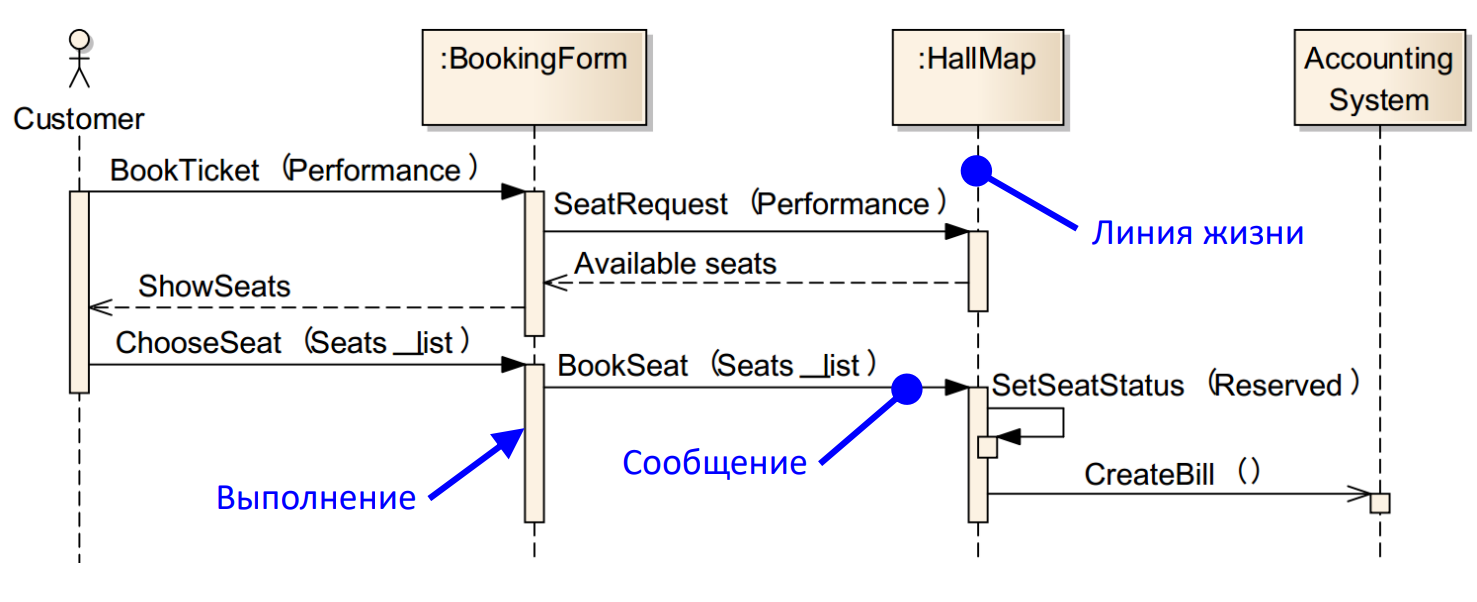 :BookingForm
:HallMap
Accounting
System
Customer
BookTicket (Performance)
SeatRequest (Performance)
Линия жизни
Available seats
ShowSeats
ChooseSeat (Seats_list)
BookSeat (Seats_list)
SetSeatStatus (Reserved)
Сообщение
CreateBill ()
Выполнение